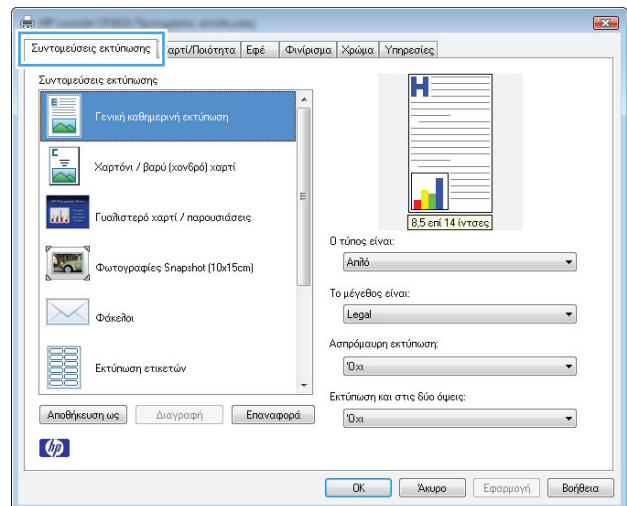 Συντομεύσεις εκτύπωσης
αρτί/Ποιότητα
Εφέ
Φινίρισμα
Χρώμα
Υπηρεσίες
Συντομεύσεις εκτύπωσης
Γενική καθημερινή εκτύπωση
Χαρτόνι / βαρύ (χονδρό) χαρτί
Γυαλιστερό χαρτί / παρουσιάσεις
Φωτογραφίες Snapshot (10x15cm)
Φάκελοι
Εκτύπωση ετικετών
Αποθήκευση ως
Διαγραφή
Επαναφορά
hp
8,5 επί 14 ίντσες
Ο τύπος είναι:
Απλό
Το μέγεθος είναι:
Legal
Ασπρόμαυρη εκτύπωση:
Όχι
Εκτύπωση και στις δύο όψεις:
Όχι
OK
Άκυρο
Εφαρμογή
Βοήθεια